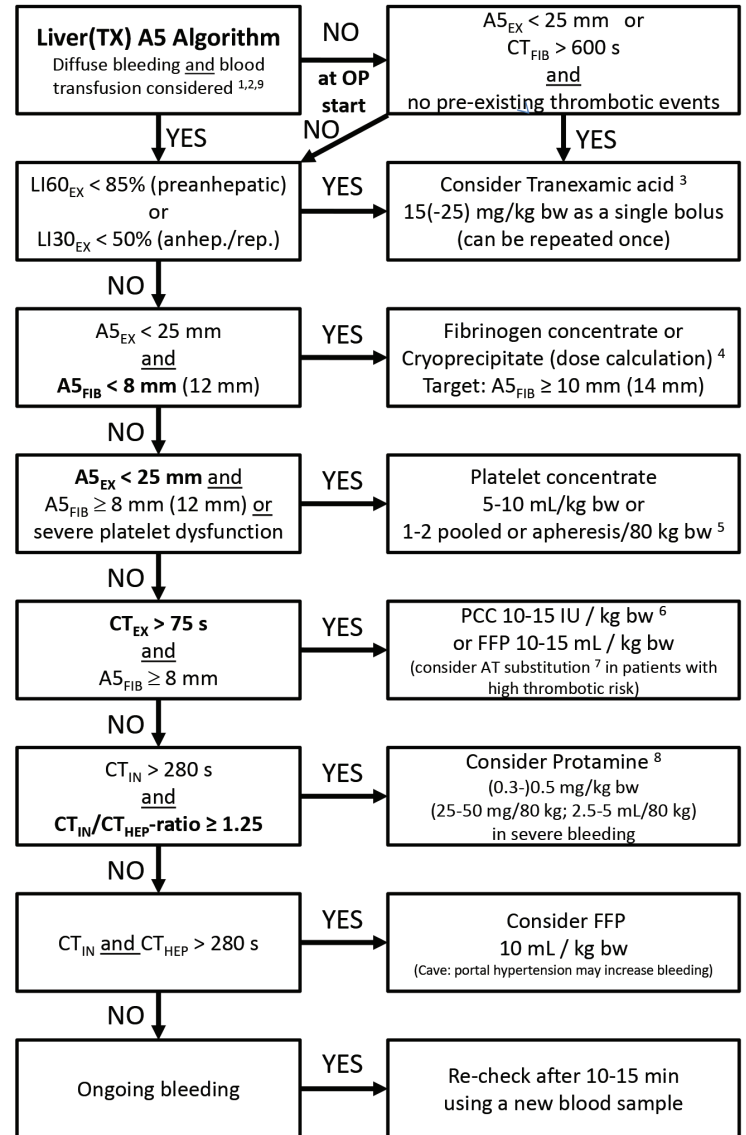 Liver(TX) A5 Algorithm
Diffuse bleeding and blood
transfusion considered 1,2,9
NO
at OP
start
A5EX < 25 mm or
CTFIB > 600 s
and
no pre-existing thrombotic events
YES
NO
YES
LI60EX < 85% (preanhepatic)
or
LI30EX < 50% (anhep./rep.)
YES
Consider Tranexamic acid 3
15(-25) mg/kg bw as a single bolus
(can be repeated once)
NO
A5EX < 25 mm
and
A5FIB < 8 mm (12 mm)
YES
Fibrinogen concentrate or
Cryoprecipitate (dose calculation) 4
Target: A5FIB ≥ 10 mm (14 mm)
NO
A5EX < 25 mm and
A5FIB ≥ 8 mm (12 mm) or
severe platelet dysfunction
YES
Platelet concentrate
5-10 mL/kg bw or
1-2 pooled or apheresis/80 kg bw 5
NO
CTEX > 75 s
and
A5FIB ≥ 8 mm
YES
PCC 10-15 IU / kg bw 6
or FFP 10-15 mL / kg bw
(consider AT substitution 7 in patients with
high thrombotic risk)
NO
CTIN > 280 s
and
CTIN/CTHEP-ratio ≥ 1.25
YES
Consider Protamine 8
(0.3-)0.5 mg/kg bw
(25-50 mg/80 kg; 2.5-5 mL/80 kg)
in severe bleeding
NO
CTIN and CTHEP > 280 s
YES
Consider FFP
10 mL / kg bw
(Cave: portal hypertension may increase bleeding)
NO
Ongoing bleeding
YES
Re-check after 10-15 min
using a new blood sample